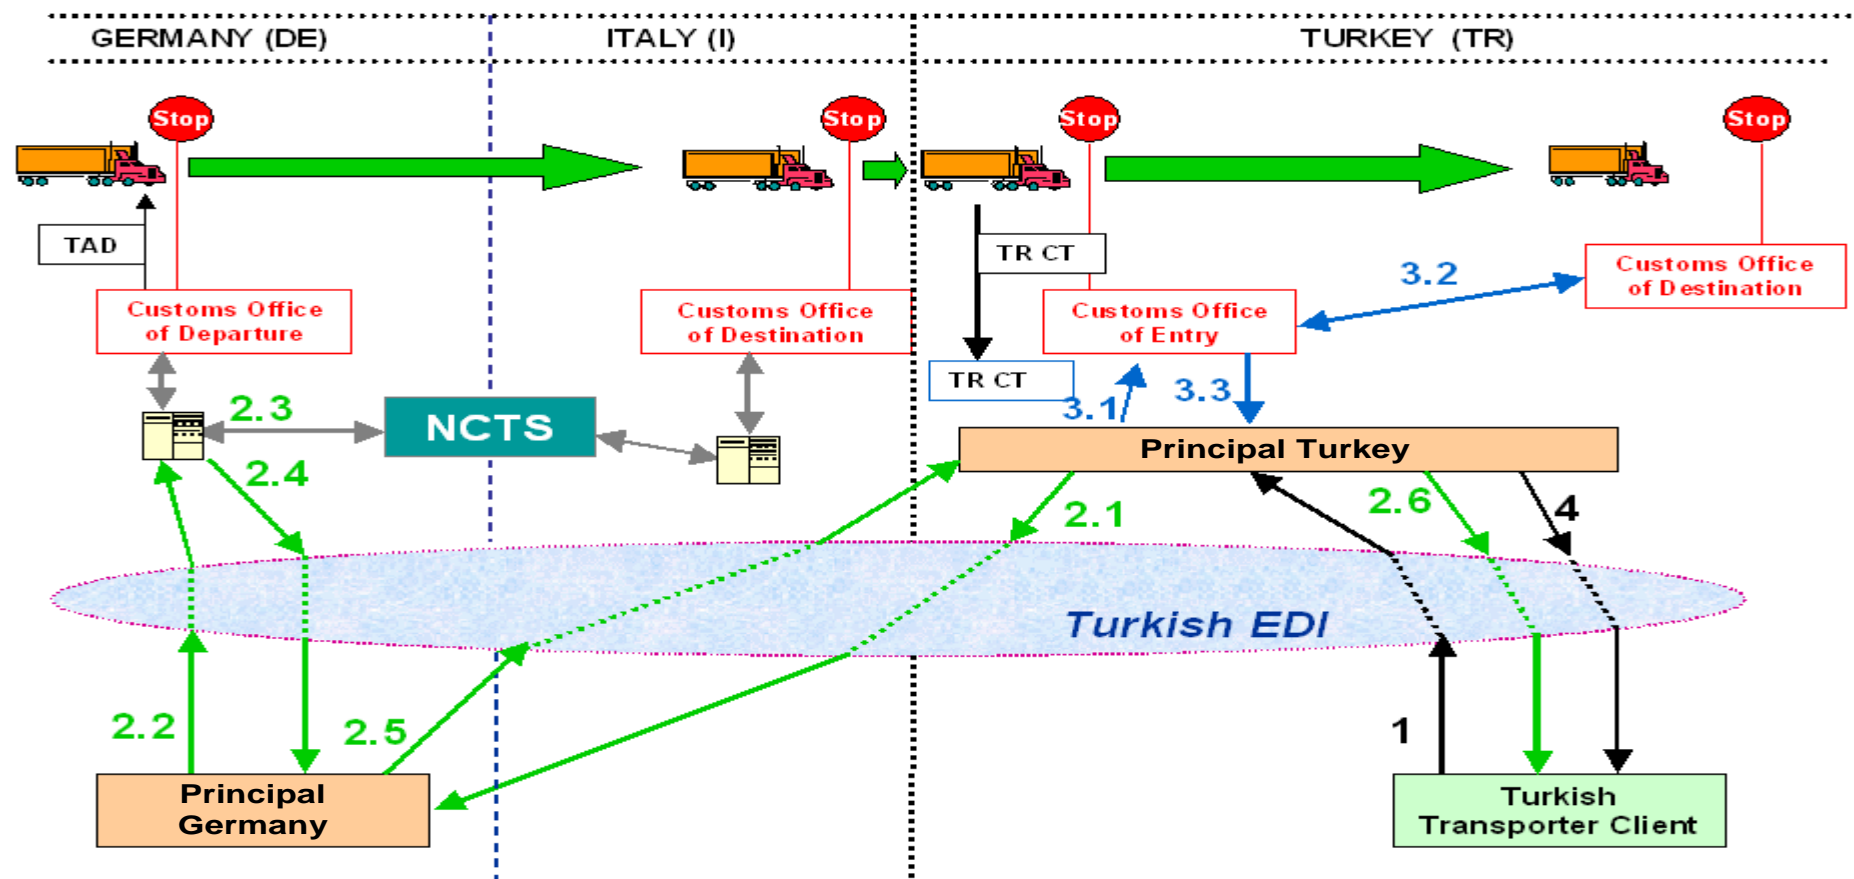 GERMANY (DE)
ITALY (I)
TURKEY (TR)
Stop
Stop
Stop
Stop
TAD
TR CT
Customs Office
of Destination
3.2
Customs Office
of Departure
Customs Office
of Destination
Customs Office
of Entry
TR CT
3.1
3.3
2.3
NCTS
Principal Turkey
2.4
2.1
2.6
4
Turkish EDI
2.2
2.5
1
Principal
Germany
Turkish
Transporter Client